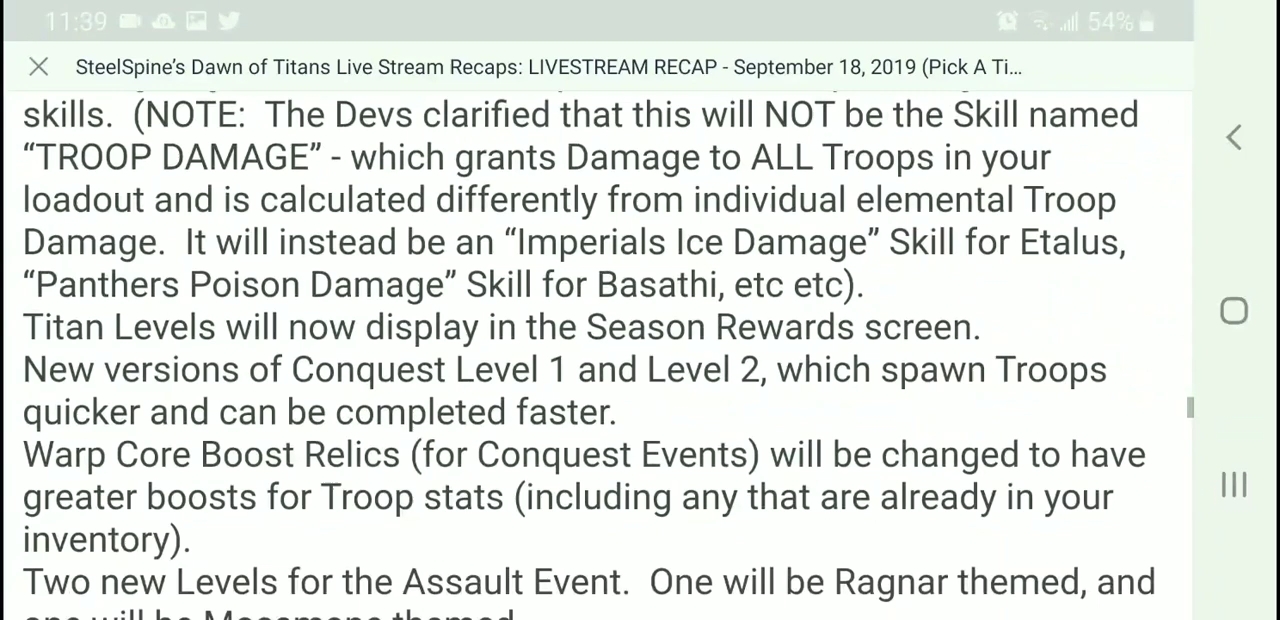 11:39
54%
SteelSpine’s Dawn of Titans Live Stream Recaps: LIVESTREAM RECAP - September 18, 2019 (Pick A Ti...
skills.  (NOTE:  The Devs clarified that this will NOT be the Skill named
“TROOP DAMAGE” - which grants Damage to ALL Troops in your
loadout and is calculated differently from individual elemental Troop
Damage.  It will instead be an “Imperials Ice Damage” Skill for Etalus,
“Panthers Poison Damage” Skill for Basathi, etc etc).
Titan Levels will now display in the Season Rewards screen.
New versions of Conquest Level 1 and Level 2, which spawn Troops
quicker and can be completed faster.
Warp Core Boost Relics (for Conquest Events) will be changed to have
greater boosts for Troop stats (including any that are already in your
inventory).
Two new Levels for the Assault Event.  One will be Ragnar themed, and
one will be themed